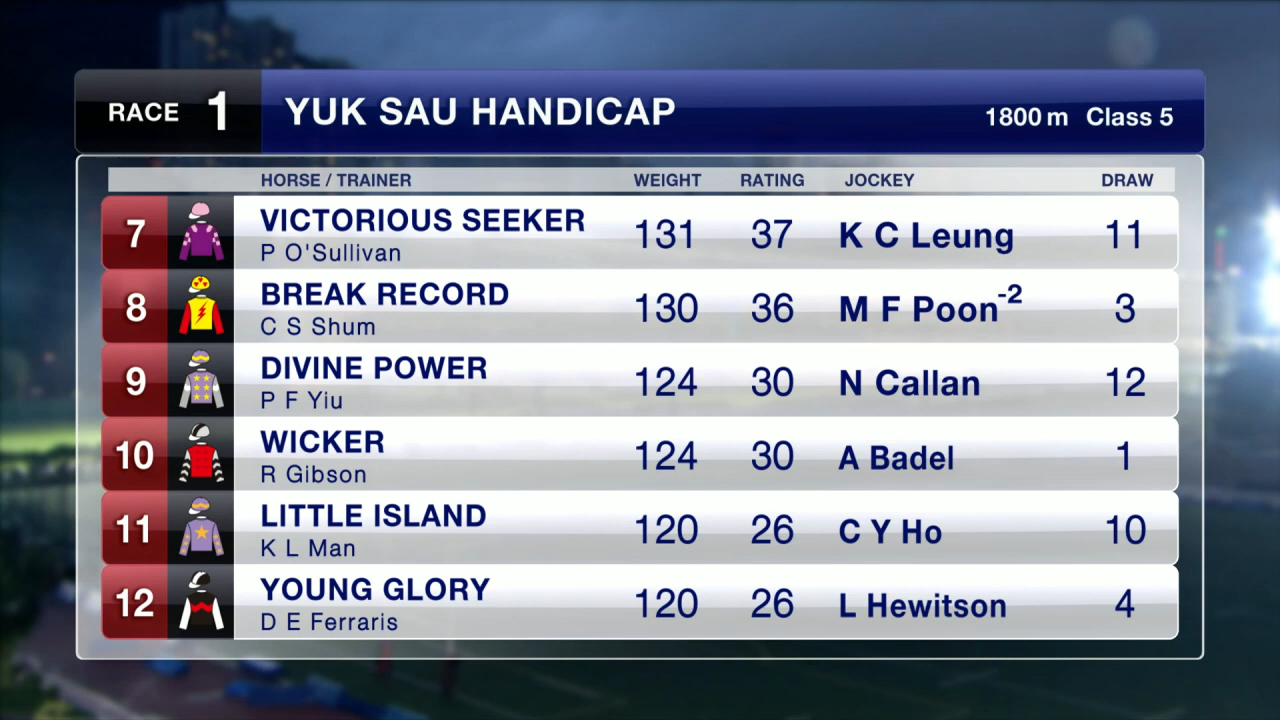 RACE 1 YUK SAU HANDICAP 1800 m Class 5
HORSE / TRAINER WEIGHT RATING JOCKEY DRAW
7 VICTORIOUS SEEKER 131 37 K C Leung 11
P O'Sullivan
8 BREAK RECORD 130 36 M F Poon-2 3
C S Shum
9 DIVINE POWER 124 30 N Callan 12
P F Yiu
10 WICKER 124 30 A Badel 1
R Gibson
11 LITTLE ISLAND 120 26 C Y Ho 10
K L Man
12 YOUNG GLORY 120 26 L Hewitson 4
D E Ferraris